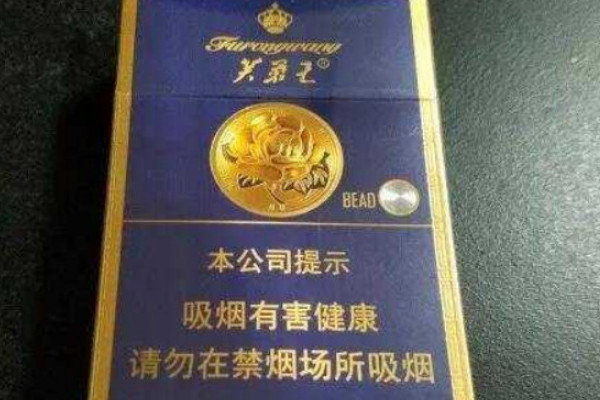 Furongwang
芙蓉王®
BEAD
本公司提示
吸烟有害健康
请勿在禁烟场所吸烟